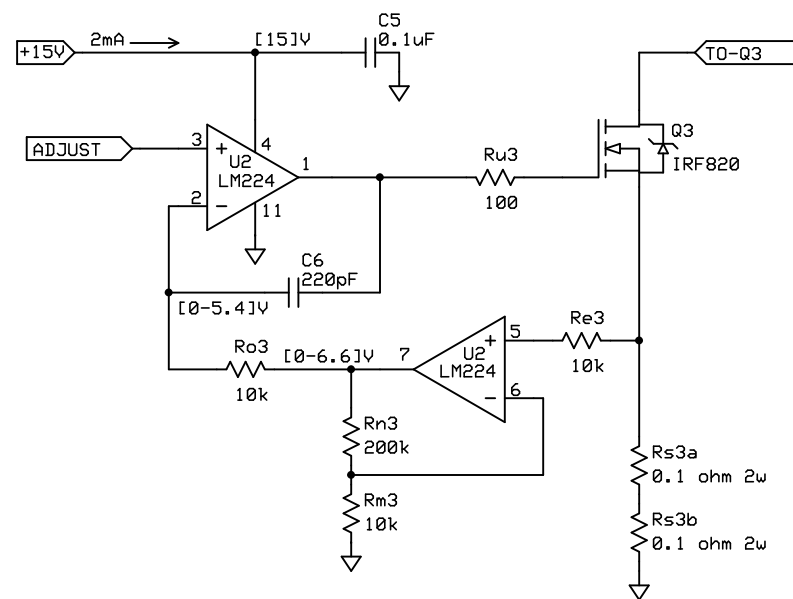 +15V
2mA
[15]V
C5
0.1uF
TO-Q3
ADJUST
3
+
4
U2
LM224
1
2
−
11
Ru3
100
Q3
IRF820
C6
220pF
[0-5.4]V
Ro3
10k
[0-6.6]V
7
U2
LM224
+
5
−
6
Re3
10k
Rn3
200k
Rm3
10k
Rs3a
0.1 ohm 2w
Rs3b
0.1 ohm 2w